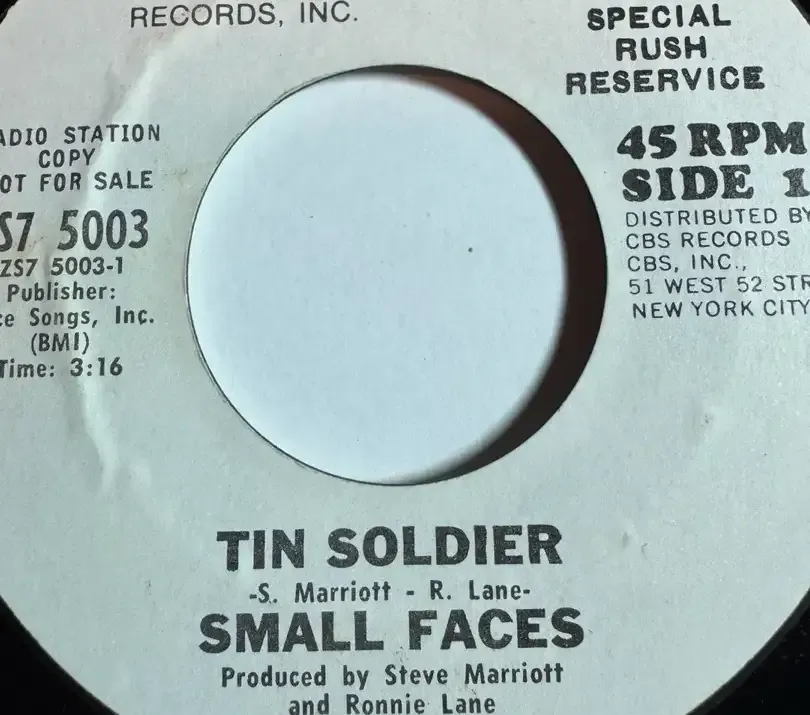 RECORDS, INC.
SPECIAL
RUSH
RESERVICE
ADIO STATION
COPY
OT FOR SALE
S7 5003
ZS7 5003-1
Publisher:
ce Songs, Inc.
(BMI)
Time: 3:16
45 RPM
SIDE 1
DISTRIBUTED BY
CBS RECORDS
CBS, INC.,
51 WEST 52 STR
NEW YORK CITY
TIN SOLDIER
-S. Marriott - R. Lane-
SMALL FACES
Produced by Steve Marriott
and Ronnie Lane